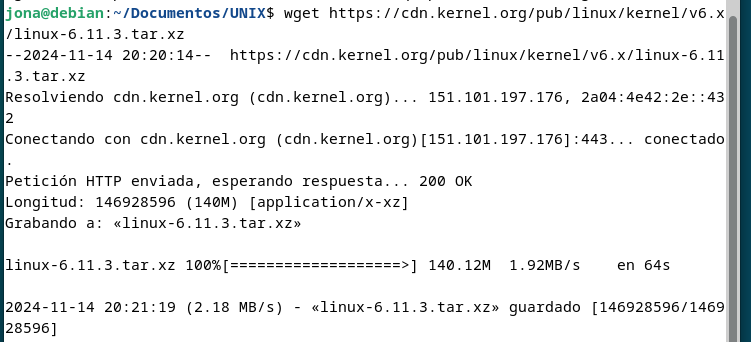 jona@debian:~/Documentos/UNIX$ wget https://cdn.kernel.org/pub/linux/kernel/v6.x
/linux-6.11.3.tar.xz
--2024-11-14 20:20:14--  https://cdn.kernel.org/pub/linux/kernel/v6.x/linux-6.11
.3.tar.xz
Resolviendo cdn.kernel.org (cdn.kernel.org)... 151.101.197.176, 2a04:4e42:2e::43
2
Conectando con cdn.kernel.org (cdn.kernel.org)[151.101.197.176]:443... conectado
.
Petición HTTP enviada, esperando respuesta... 200 OK
Longitud: 146928596 (140M) [application/x-xz]
Grabando a: «linux-6.11.3.tar.xz»
linux-6.11.3.tar.xz 100%[===================>] 140.12M  1.92MB/s    en 64s
2024-11-14 20:21:19 (2.18 MB/s) - «linux-6.11.3.tar.xz» guardado [146928596/1469
28596]